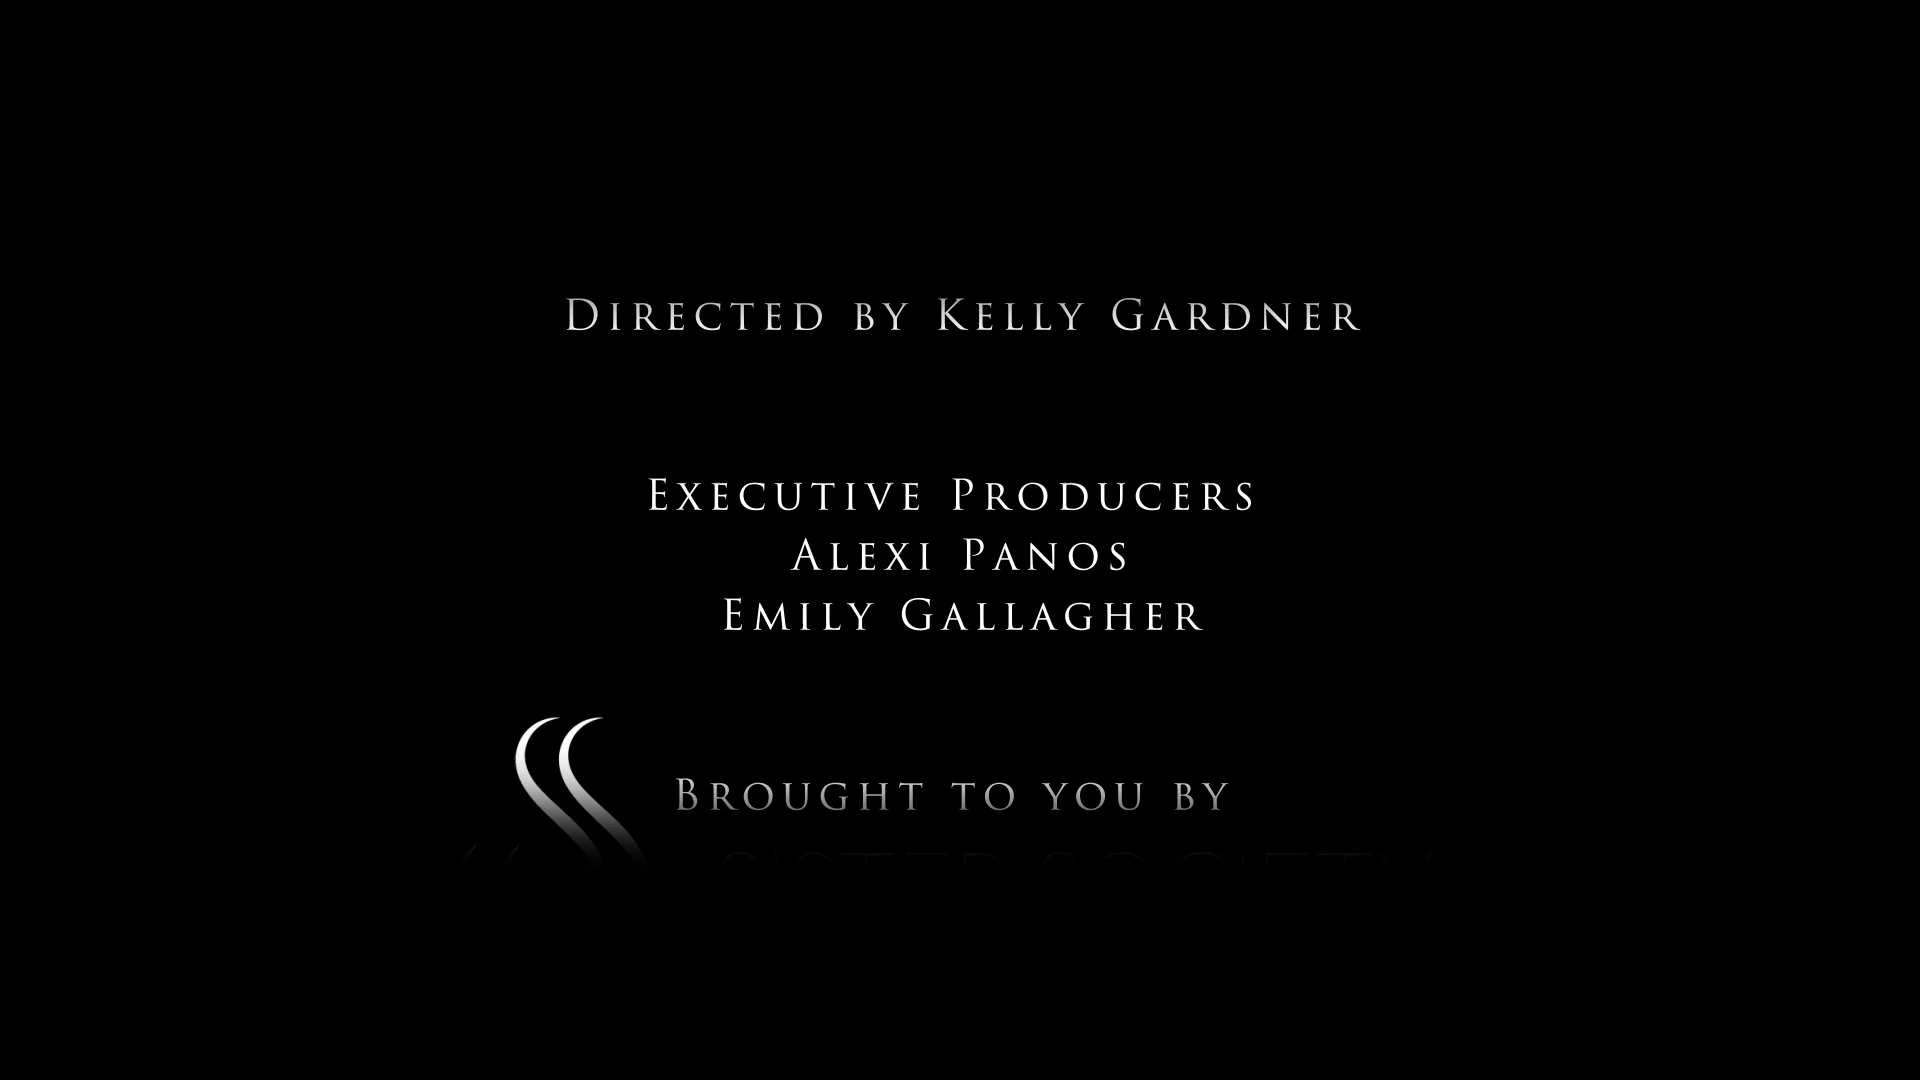 Directed by Kelly Gardner
Executive Producers
Alexi Panos
Emily Gallagher
Brought to you by